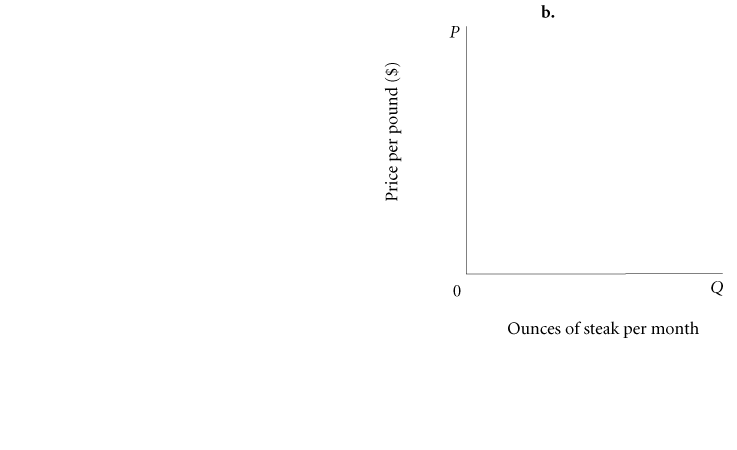 b.
P
Price per pound ($)
0
Q
Ounces of steak per month